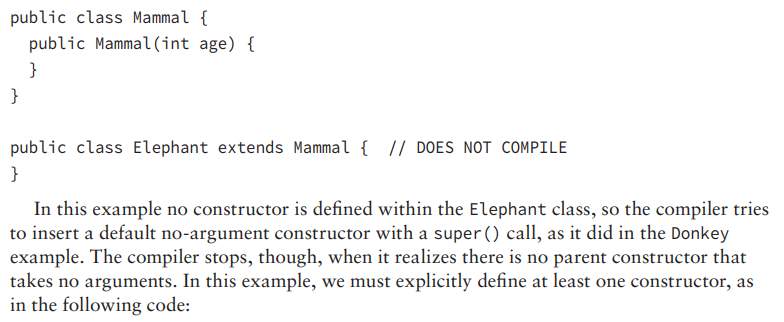 public class Mammal {
  public Mammal(int age) {
  }
}

public class Elephant extends Mammal {  // DOES NOT COMPILE
}
In this example no constructor is defined within the Elephant class, so the compiler tries
to insert a default no-argument constructor with a super() call, as it did in the Donkey
example. The compiler stops, though, when it realizes there is no parent constructor that
takes no arguments. In this example, we must explicitly define at least one constructor, as
in the following code: